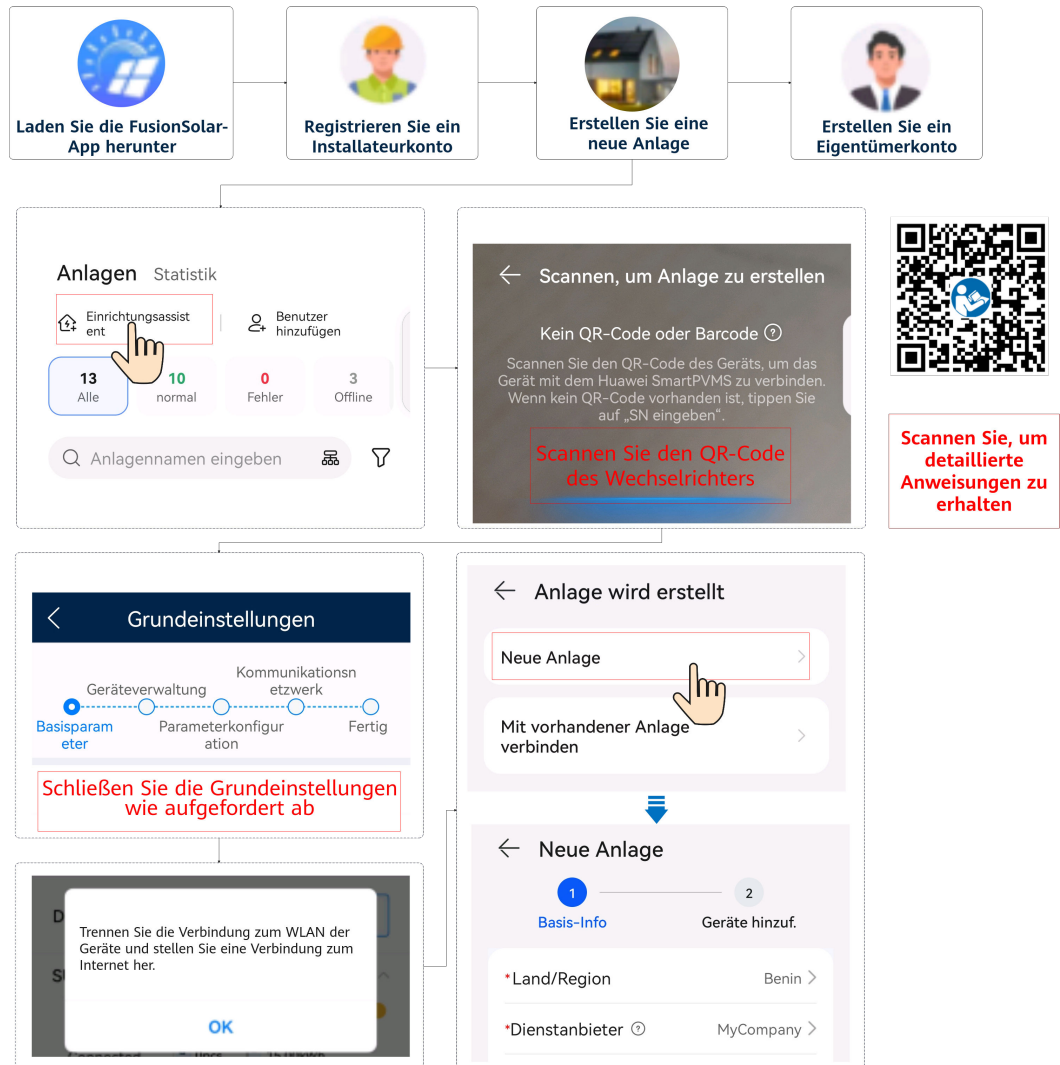 Laden Sie die FusionSolar-
App herunter
Registrieren Sie ein
Installateurkonto
Erstellen Sie eine
neue Anlage
Erstellen Sie ein
Eigentümerkonto
Anlagen Statistik
Einrichtungsassist
ent
Benutzer
hinzufügen
13
Alle
10
normal
0
Fehler
3
Offline
Anlagennamen eingeben
Scannen, um Anlage zu erstellen
Kein QR-Code oder Barcode
Scannen Sie den QR-Code des Geräts, um das
Gerät mit dem Huawei SmartPVMS zu verbinden.
Wenn kein QR-Code vorhanden ist, tippen Sie
auf „SN eingeben“.
Scannen Sie den QR-Code
des Wechselrichters
Scannen Sie, um
detaillierte
Anweisungen zu
erhalten
Grundeinstellungen
Kommunikationsn
etzwerk
Geräteverwaltung
Basisparam
eter
Parameterkonfigur
ation
Fertig
Schließen Sie die Grundeinstellungen
wie aufgefordert ab
Trennen Sie die Verbindung zum WLAN der
Geräte und stellen Sie eine Verbindung zum
Internet her.
OK
Anlage wird erstellt
Neue Anlage
Mit vorhandener Anlage
verbinden
Neue Anlage
1
2
Basis-Info
Geräte hinzuf.
*Land/Region
Benin
*Dienstanbieter
MyCompany